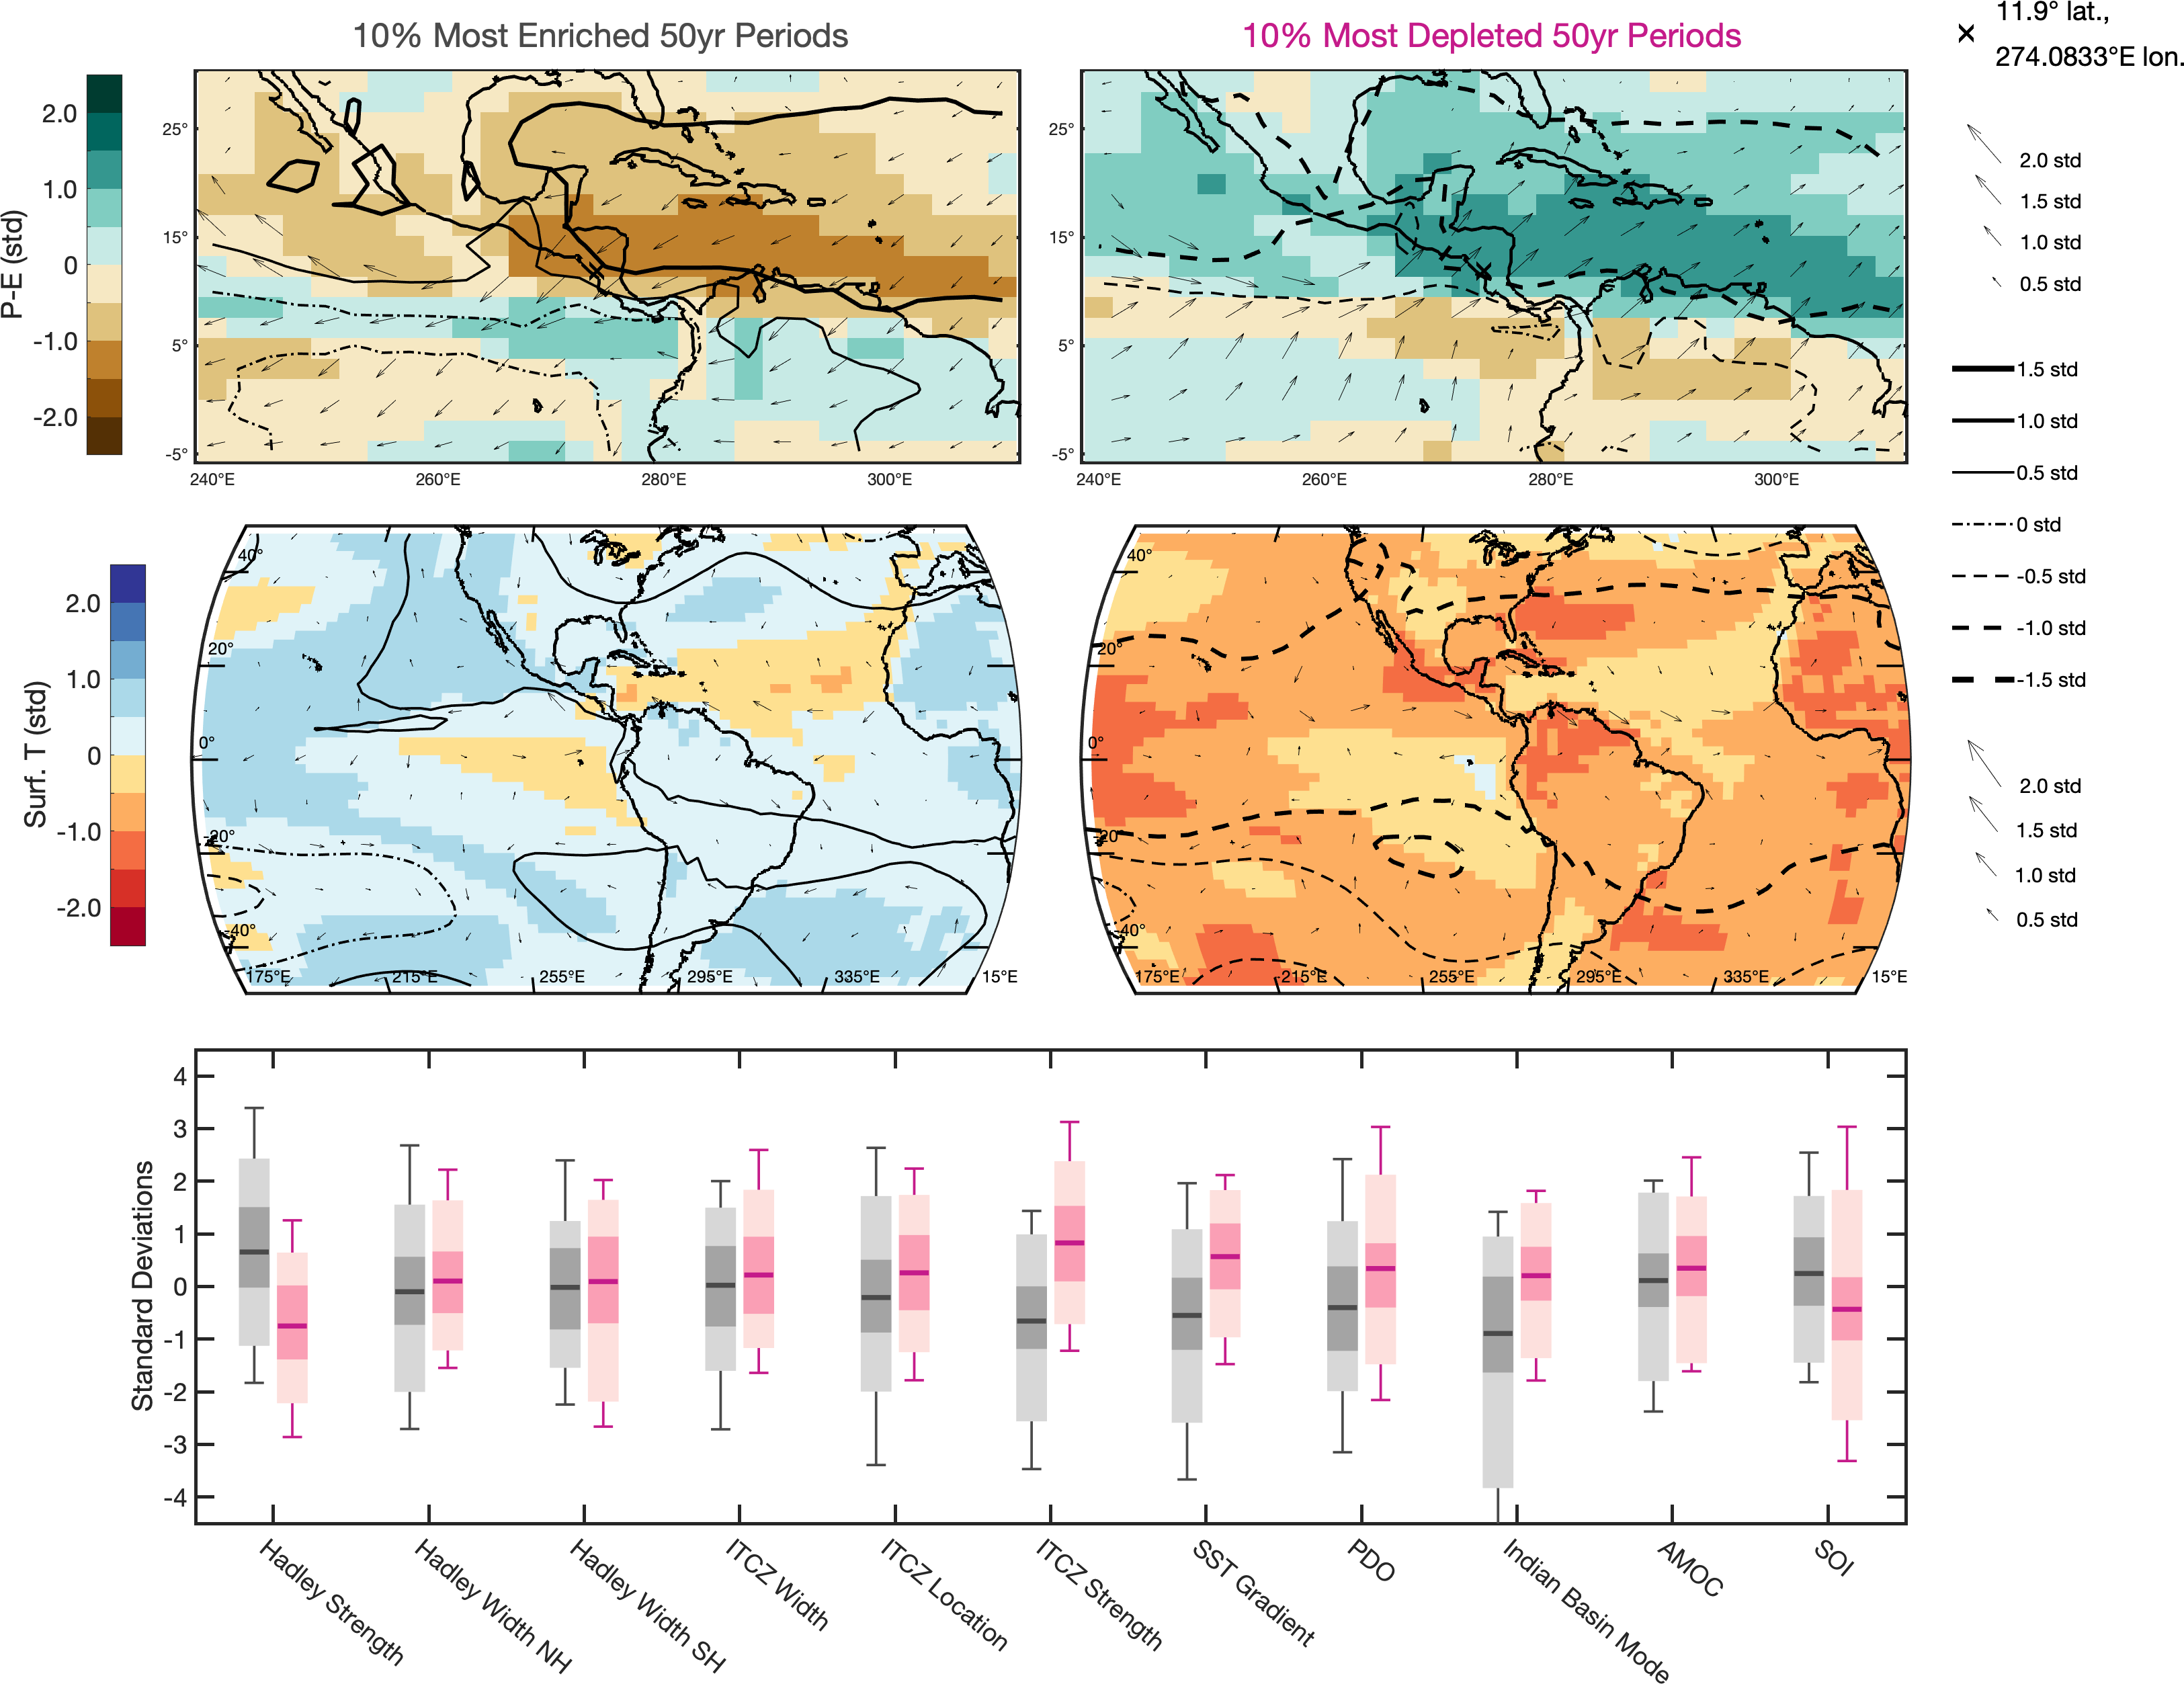 10% Most Enriched 50yr Periods
10% Most Depleted 50yr Periods
11.9° lat.,
274.0833°E lon.
P-E (std)
2.0
1.0
0
-1.0
-2.0
25°
15°
5°
-5°
240°E
260°E
280°E
300°E
25°
15°
5°
-5°
240°E
260°E
280°E
300°E
2.0 std
1.5 std
1.0 std
0.5 std
1.5 std
1.0 std
0.5 std
0 std
-0.5 std
-1.0 std
-1.5 std
Surf. T (std)
2.0
1.0
0
-1.0
-2.0
40°
20°
0°
-20°
-40°
175°E
215°E
255°E
295°E
335°E
15°E
40°
20°
0°
-20°
-40°
175°E
215°E
255°E
295°E
335°E
15°E
2.0 std
1.5 std
1.0 std
0.5 std
Standard Deviations
4
3
2
1
0
-1
-2
-3
-4
Hadley Strength
Hadley Width NH
Hadley Width SH
ITCZ Width
ITCZ Location
ITCZ Strength
SST Gradient
PDO
Indian Basin Mode
AMOC
SOI